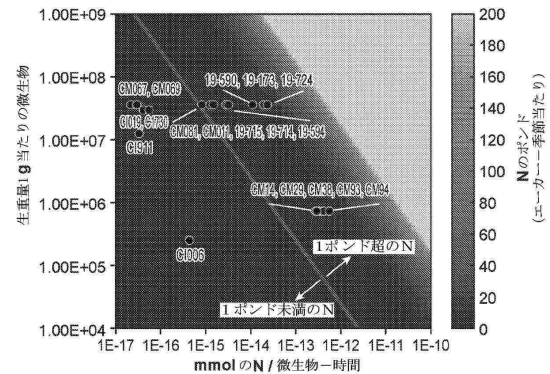 1.00E+09
1.00E+08
1.00E+07
1.00E+06
1.00E+05
1.00E+04
生重量1g当たりの微生物
CM067, CM069
CI019, C1730
CI911
CI006
19-590, 19-173, 19-724
CM081, CM011, 19-715, 19-714, 19-594
CM14, CM29, CM38, CM93, CM94
1ポンド超のN
1ポンド未満のN
1E-17 1E-16 1E-15 1E-14 1E-13 1E-12 1E-11 1E-10
mmolのN/微生物-時間
200
180
160
140
120
100
80
60
40
20
0
Nのポンド
(エーカー-季節当たり)